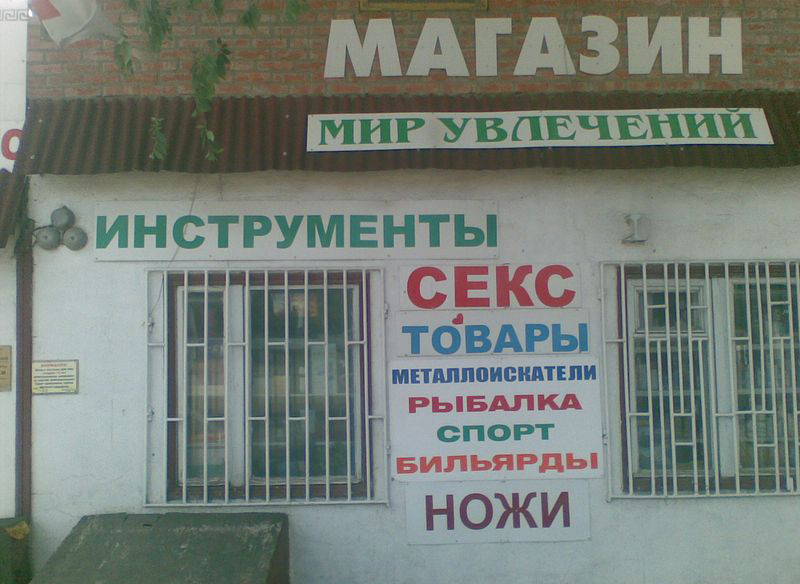 МАГАЗИН
МИР УВЛЕЧЕНИЙ
ИНСТРУМЕНТЫ
СЕКС
ТОВАРЫ
МЕТАЛЛОИСКАТЕЛИ
РЫБАЛКА
СПОРТ
БИЛЬЯРДЫ
НОЖИ